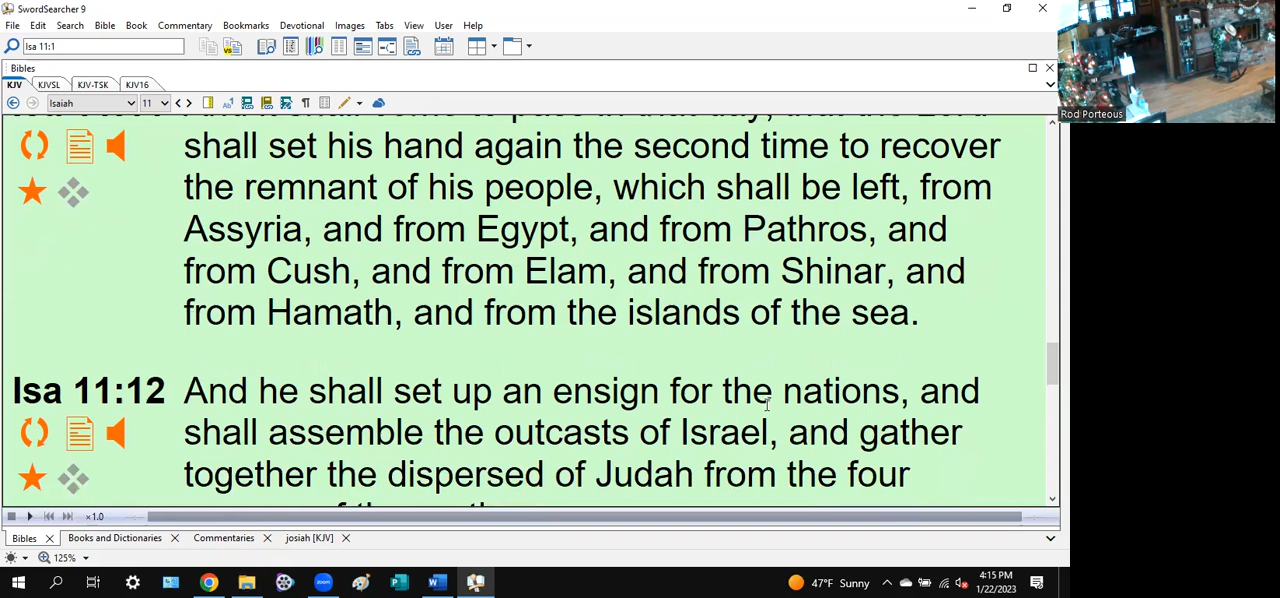 SwordSearcher 9
File Edit Search Bible Book Commentary Bookmarks Devotional Images Tabs View User Help
Isa 11:1
Bibles
KJV KJVSL KJV-TSK KJV16
Isaiah 11
shall set his hand again the second time to recover
the remnant of his people, which shall be left, from
Assyria, and from Egypt, and from Pathros, and
from Cush, and from Elam, and from Shinar, and
from Hamath, and from the islands of the sea.
Isa 11:12 And he shall set up an ensign for the nations, and
shall assemble the outcasts of Israel, and gather
together the dispersed of Judah from the four
x1.0
Bibles Books and Dictionaries Commentaries josiah [KJV]
125%
47°F Sunny 4:15 PM
1/22/2023
Rod Porteous